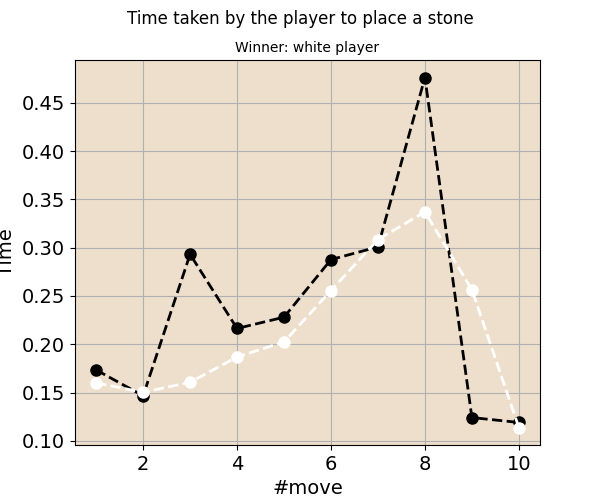 Time taken by the player to place a stone
Winner: white player
0.45
0.40
0.35
0.30
0.25
0.20
0.15
0.10
Time
2 4 6 8 10
#move